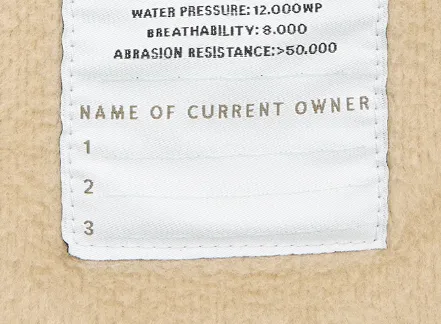 WATER PRESSURE: 12.000WP
BREATHABILITY: 8.000
ABRASION RESISTANCE:>50.000
NAME OF CURRENT OWNER
1
2
3